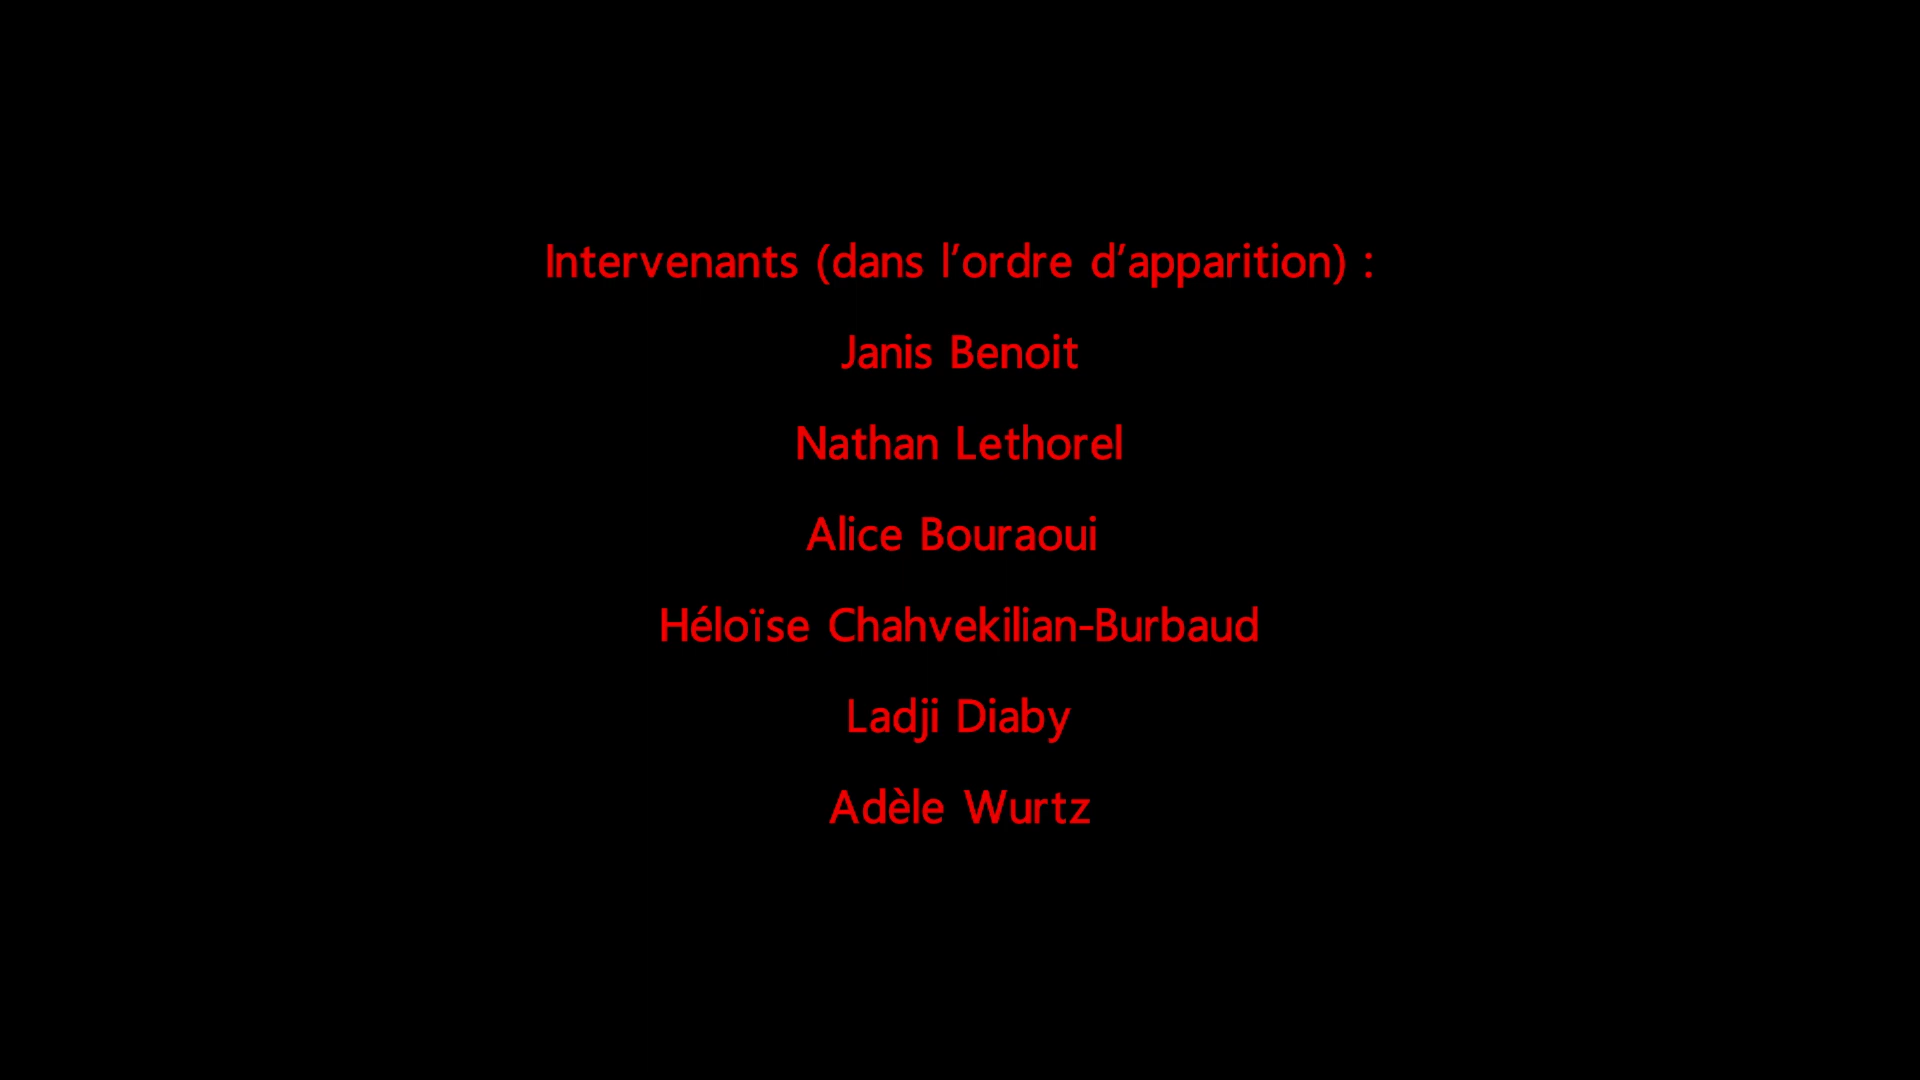 Intervenants (dans l’ordre d’apparition) :
Janis Benoit
Nathan Lethorel
Alice Bouraoui
Héloïse Chahvekilian-Burbaud
Ladji Diaby
Adèle Wurtz